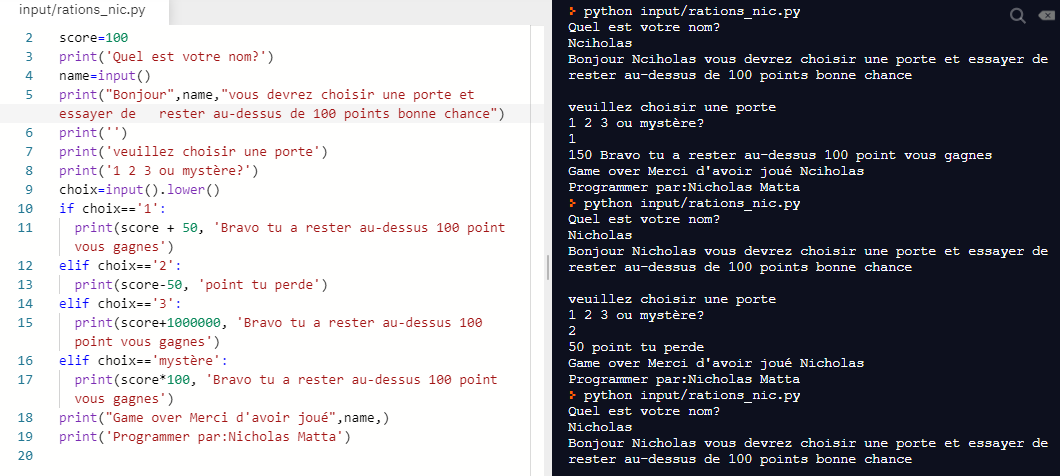 input/rations_nic.py
2 score=100
3 print('Quel est votre nom?')
4 name=input()
5 print("Bonjour",name,"vous devrez choisir une porte et
essayer de   rester au-dessus de 100 points bonne chance")
6 print('')
7 print('veuillez choisir une porte')
8 print('1 2 3 ou mystère?')
9 choix=input().lower()
10 if choix=='1':
11 print(score + 50, 'Bravo tu a rester au-dessus 100 point
vous gagnes')
12 elif choix=='2':
13 print(score-50, 'point tu perde')
14 elif choix=='3':
15 print(score+1000000, 'Bravo tu a rester au-dessus 100
point vous gagnes')
16 elif choix=='mystère':
17 print(score*100, 'Bravo tu a rester au-dessus 100 point
vous gagnes')
18 print("Game over Merci d'avoir joué",name,)
19 print('Programmer par:Nicholas Matta')
20
python input/rations_nic.py
Quel est votre nom?
Nciholas
Bonjour Nciholas vous devrez choisir une porte et essayer de
rester au-dessus de 100 points bonne chance
veuillez choisir une porte
1 2 3 ou mystère?
1
150 Bravo tu a rester au-dessus 100 point vous gagnes
Game over Merci d'avoir joué Nciholas
Programmer par:Nicholas Matta
python input/rations_nic.py
Quel est votre nom?
Nicholas
Bonjour Nicholas vous devrez choisir une porte et essayer de
rester au-dessus de 100 points bonne chance
veuillez choisir une porte
1 2 3 ou mystère?
2
50 point tu perde
Game over Merci d'avoir joué Nicholas
Programmer par:Nicholas Matta
python input/rations_nic.py
Quel est votre nom?
Nicholas
Bonjour Nicholas vous devrez choisir une porte et essayer de
rester au-dessus de 100 points bonne chance